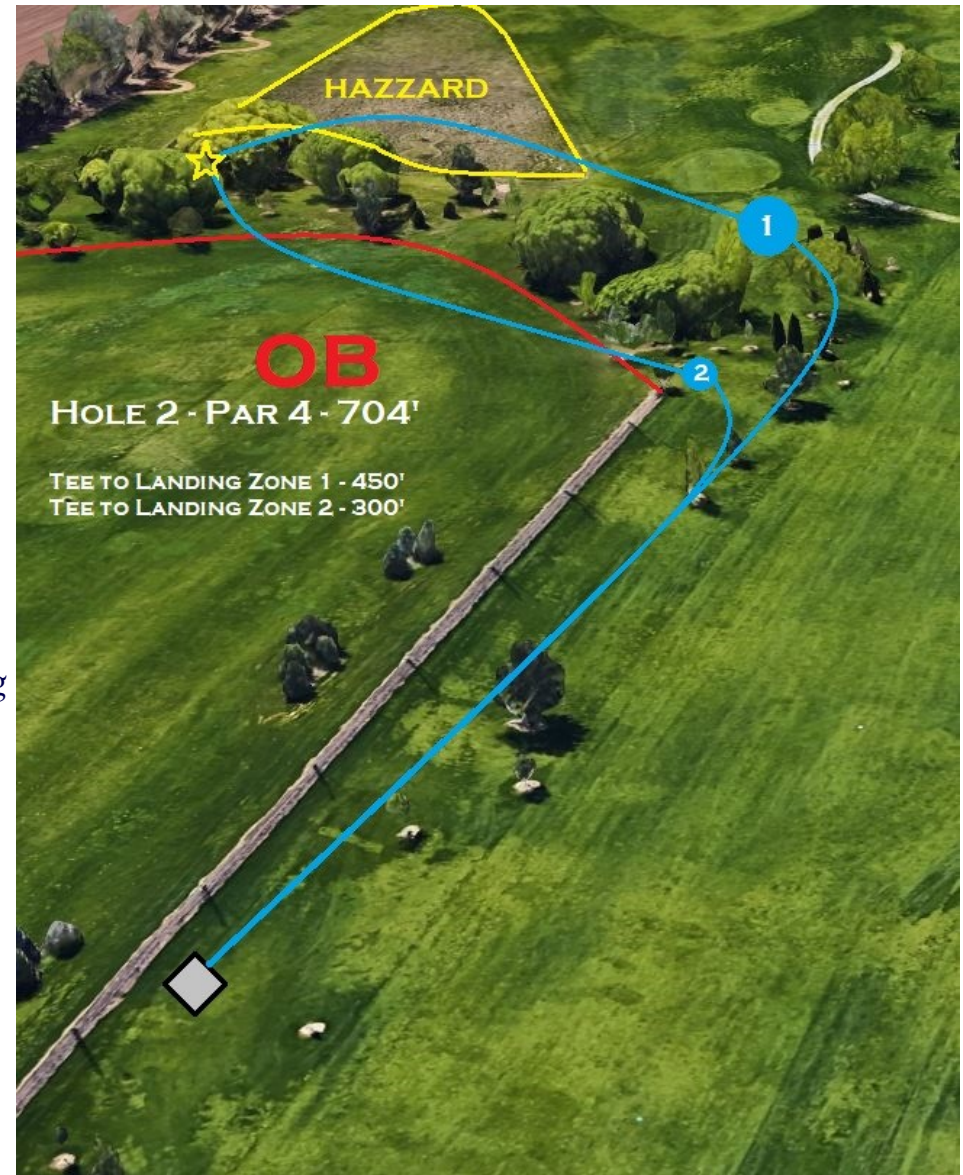 HAZZARD
1
2
OB
HOLE 2 - PAR 4 - 704'
TEE TO LANDING ZONE 1 - 450'
TEE TO LANDING ZONE 2 - 300'
g